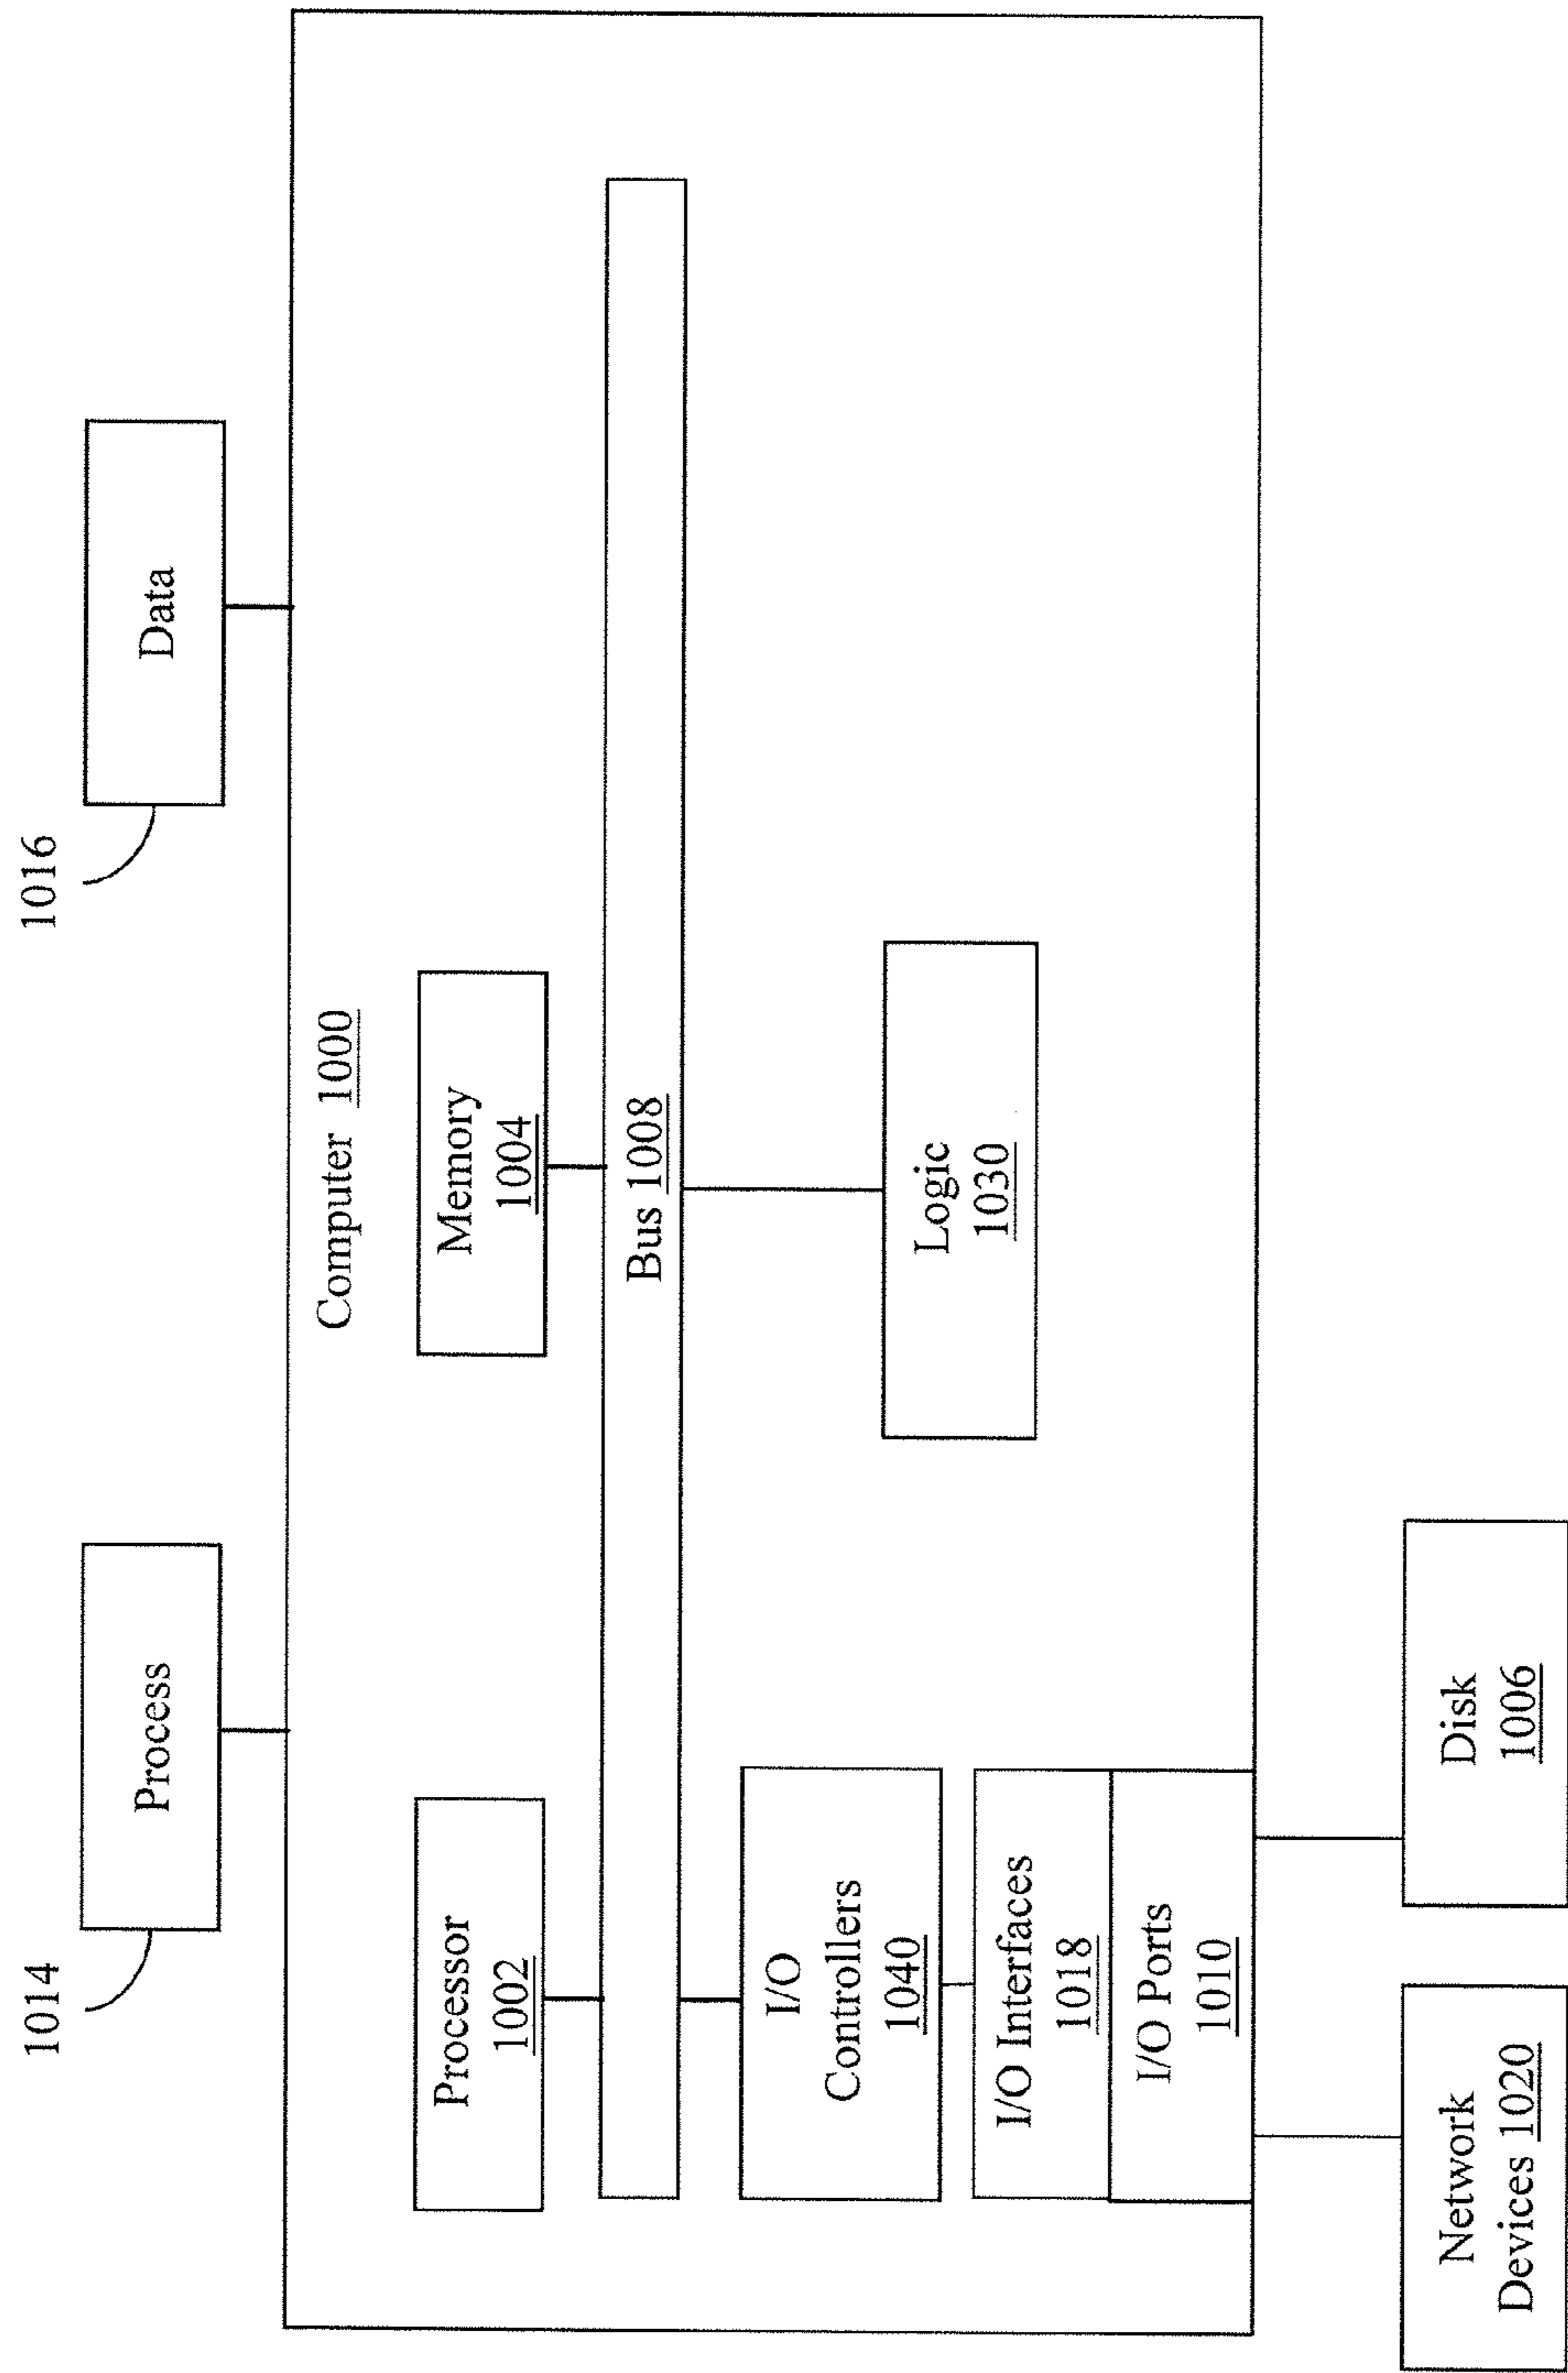 1014
1016
Process
Data
Computer 1000
Processor
1002
Memory
1004
Bus 1008
I/O
Controllers
1040
Logic
1030
I/O Interfaces
1018
I/O Ports
1010
Network
Devices 1020
Disk
1006